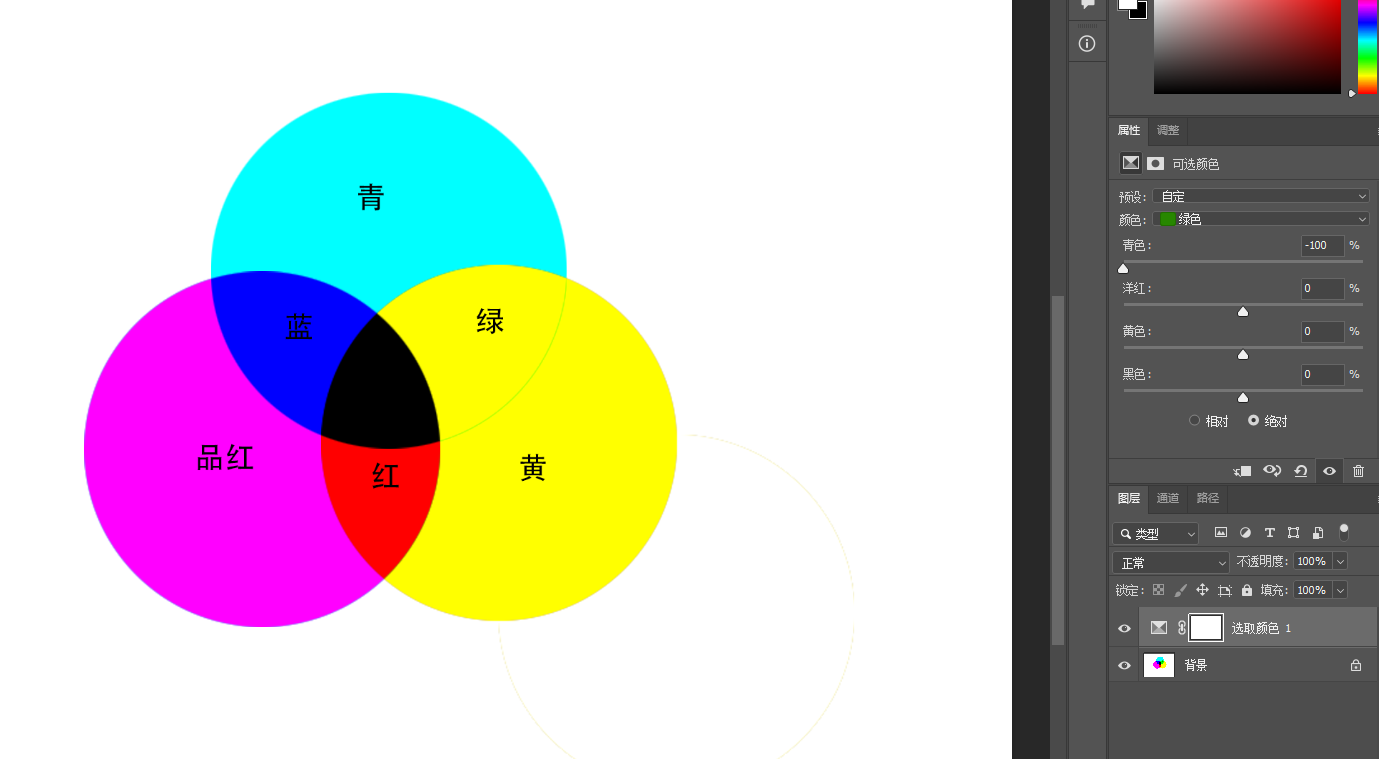 青
蓝
绿
品红
红
黄
属性 调整
可选颜色
预设: 自定
颜色: 绿色
青色: -100 %
洋红: 0 %
黄色: 0 %
黑色: 0 %
相对 绝对
图层 通道 路径
类型
正常 不透明度: 100%
锁定: 填充: 100%
选取颜色 1
背景